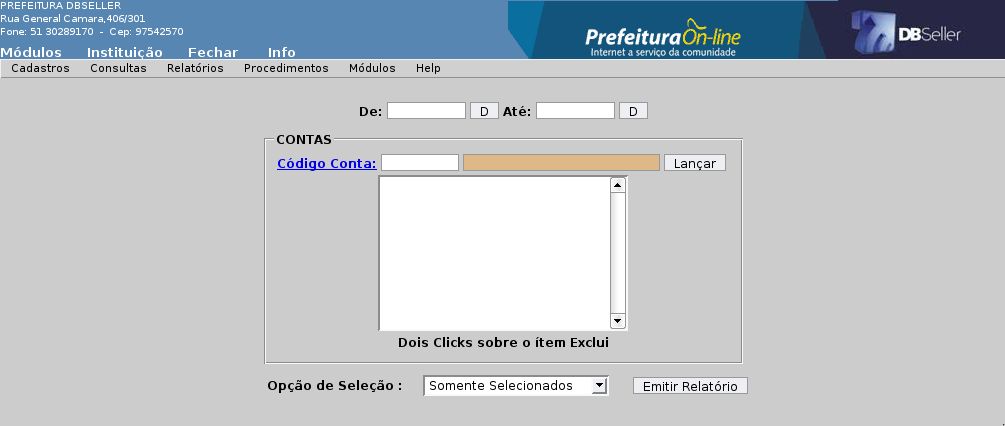 PREFEITURA DBSELLER
Rua General Camara,406/301
Fone: 51 30289170 - Cep: 97542570
Prefeitura On-line
Internet a serviço da comunidade
DBSeller
Módulos Instituição Fechar Info
Cadastros Consultas Relatórios Procedimentos Módulos Help
De: D Até: D
CONTAS
Código Conta: Lançar
Dois Clicks sobre o ítem Exclui
Opção de Seleção : Somente Selecionados Emitir Relatório